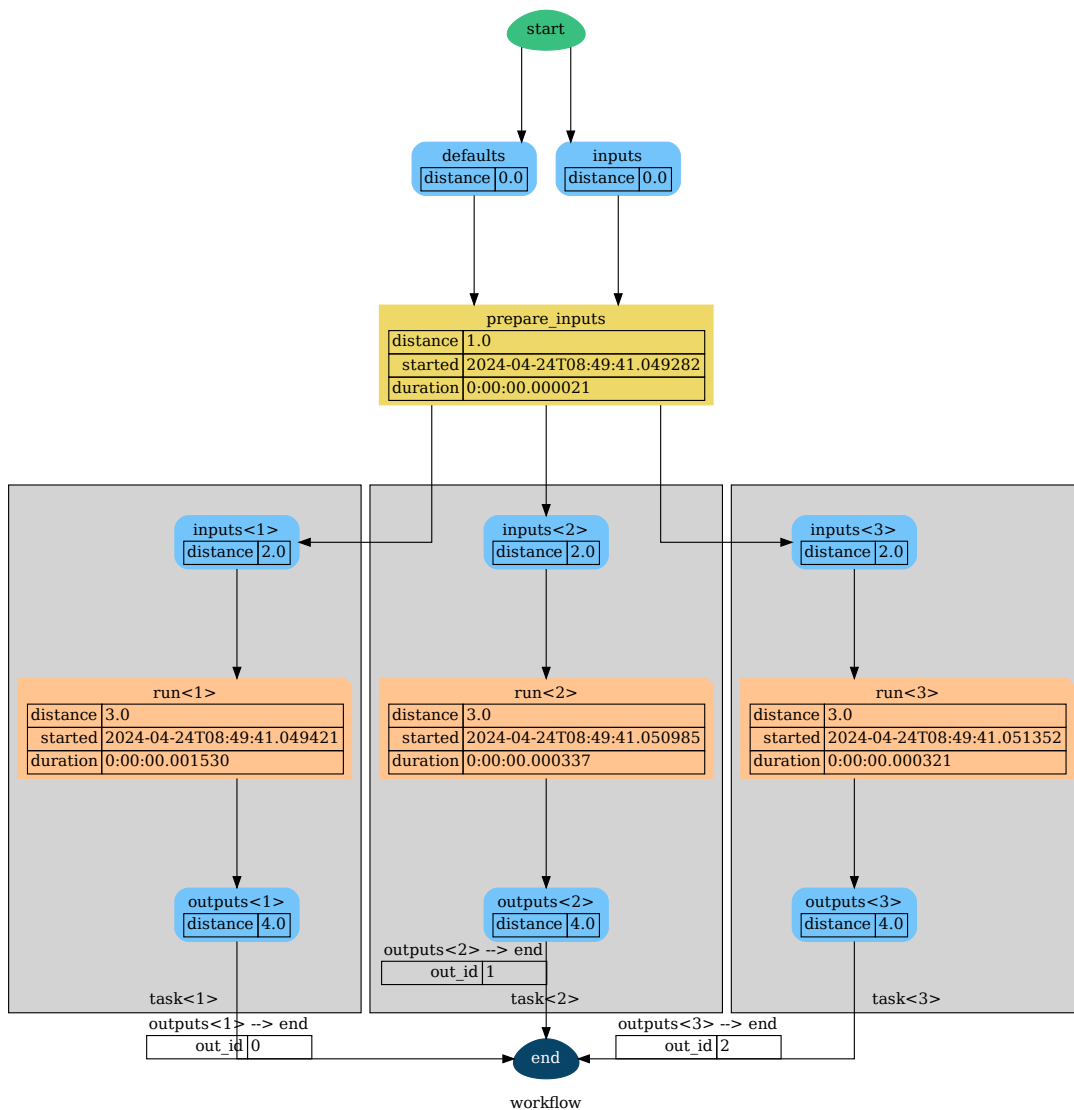 start
defaults
distance 0.0
inputs
distance 0.0
prepare_inputs
distance 1.0
started 2024-04-24T08:49:41.049282
duration 0:00:00.000021
inputs<1>
distance 2.0
inputs<2>
distance 2.0
inputs<3>
distance 2.0
run<1>
distance 3.0
started 2024-04-24T08:49:41.049421
duration 0:00:00.001530
run<2>
distance 3.0
started 2024-04-24T08:49:41.050985
duration 0:00:00.000337
run<3>
distance 3.0
started 2024-04-24T08:49:41.051352
duration 0:00:00.000321
outputs<1>
distance 4.0
outputs<2>
distance 4.0
outputs<3>
distance 4.0
outputs<2> --> end
out_id 1
task<1>
task<2>
task<3>
outputs<1> --> end
out_id 0
outputs<3> --> end
out_id 2
end
workflow